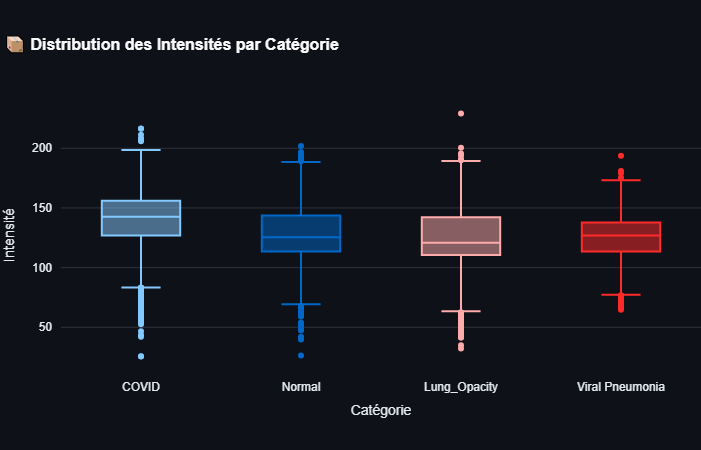 📦 Distribution des Intensités par Catégorie
200
150
100
50
Intensité
COVID
Normal
Lung_Opacity
Viral Pneumonia
Catégorie